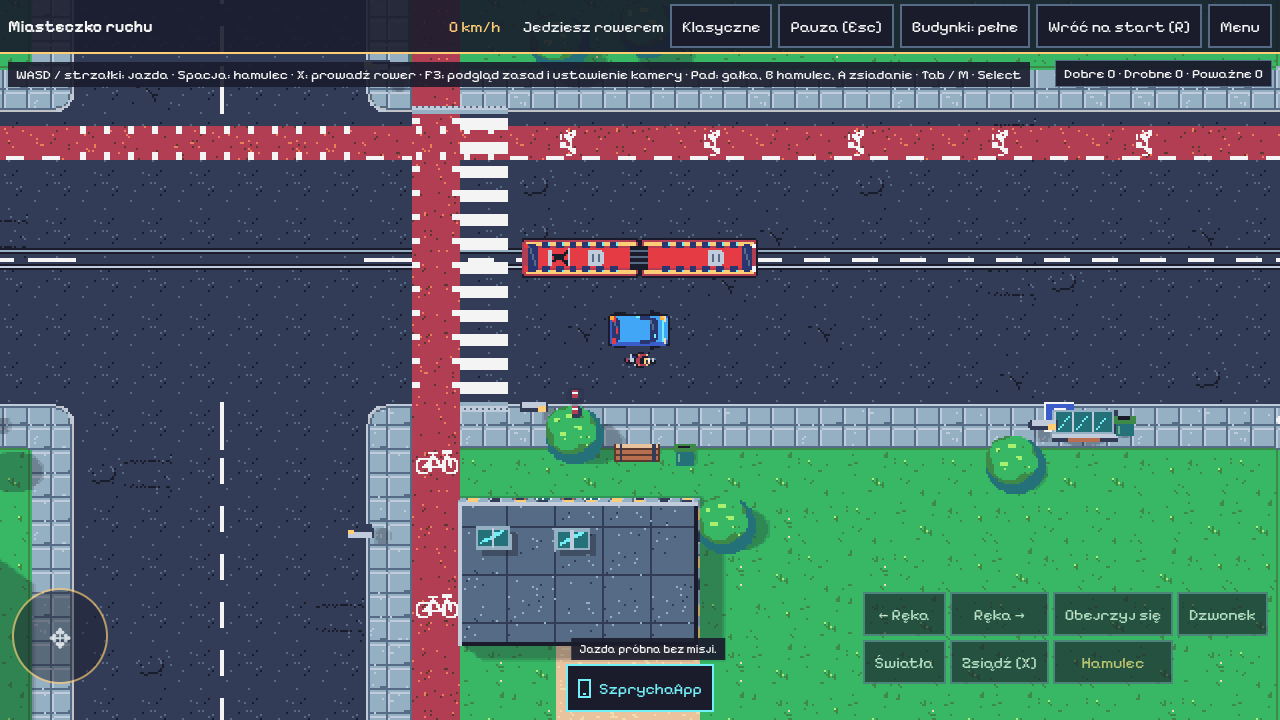 Miasteczko ruchu
0 km/h
Jedziesz rowerem
Klasyczne
Pauza (Esc)
Budynki: pełne
Wróć na start (R)
Menu
WASD / strzałki: jazda · Spacja: hamulec · X: prowadź rower · F3: podgląd zasad i ustawienie kamery · Pad: gałka, B hamulec, A zsiadanie · Tab / M · Select
Dobre 0 · Drobne 0 · Poważne 0
← Ręka
Ręka →
Obejrzyj się
Dzwonek
Światła
Zsiądź (X)
Hamulec
Jazda próbna bez misji.
SzprychaApp